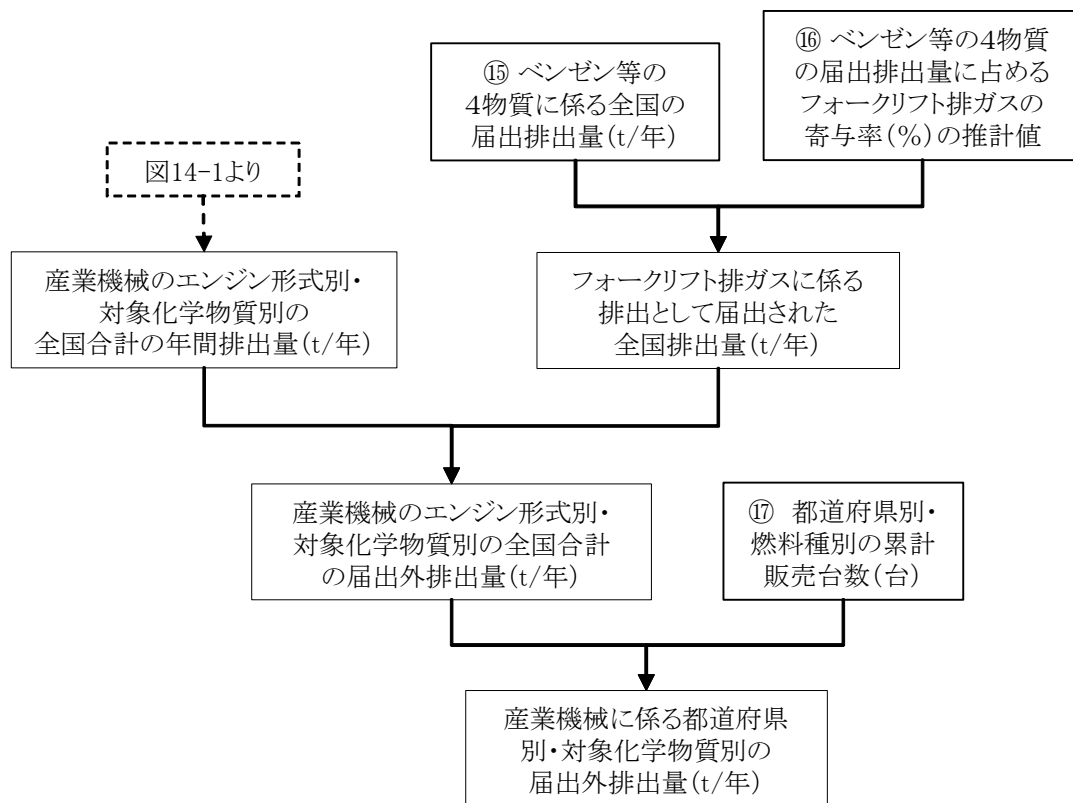 ⑮ ベンゼン等の
4物質に係る全国の
届出排出量(t/年)
⑯ ベンゼン等の4物質
の届出排出量に占める
フォークリフト排ガスの
寄与率(%)の推計値
図14-1より
産業機械のエンジン形式別・
対象化学物質別の
全国合計の年間排出量(t/年)
フォークリフト排ガスに係る
排出として届出された
全国排出量(t/年)
産業機械のエンジン形式別・
対象化学物質別の全国合計
の届出外排出量(t/年)
⑰ 都道府県別・
燃料種別の累計
販売台数(台)
産業機械に係る都道府県
別・対象化学物質別の
届出外排出量(t/年)